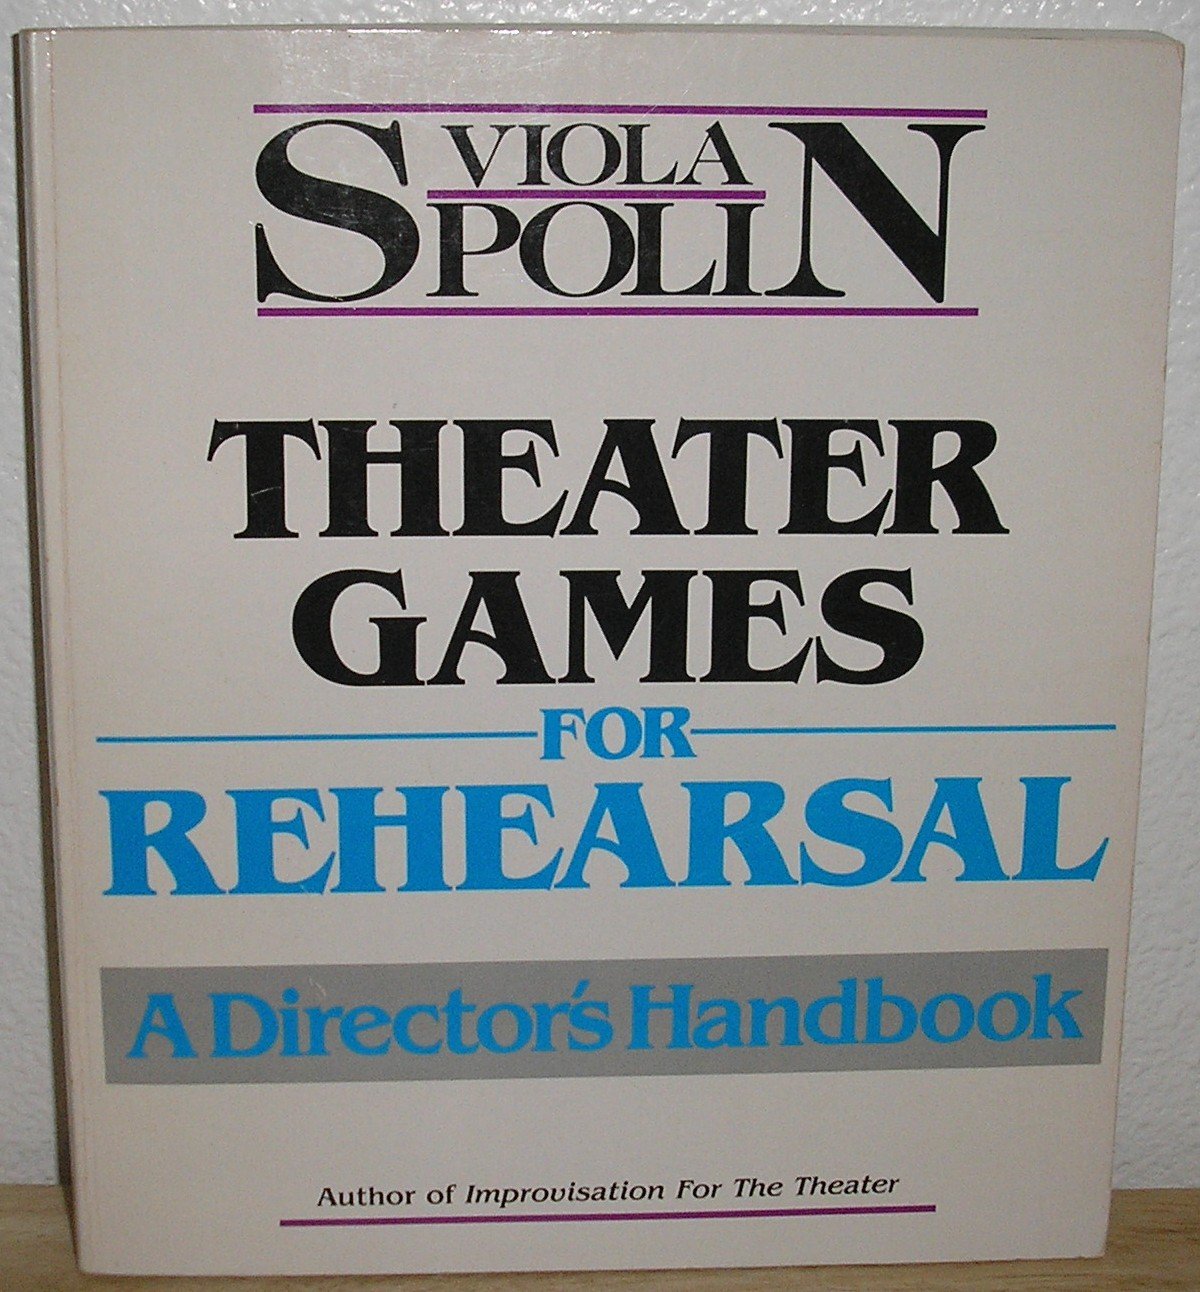 VIOLA
SPOLIN
THEATER
GAMES
FOR
REHEARSAL
A Director's Handbook
Author of Improvisation For The Theater